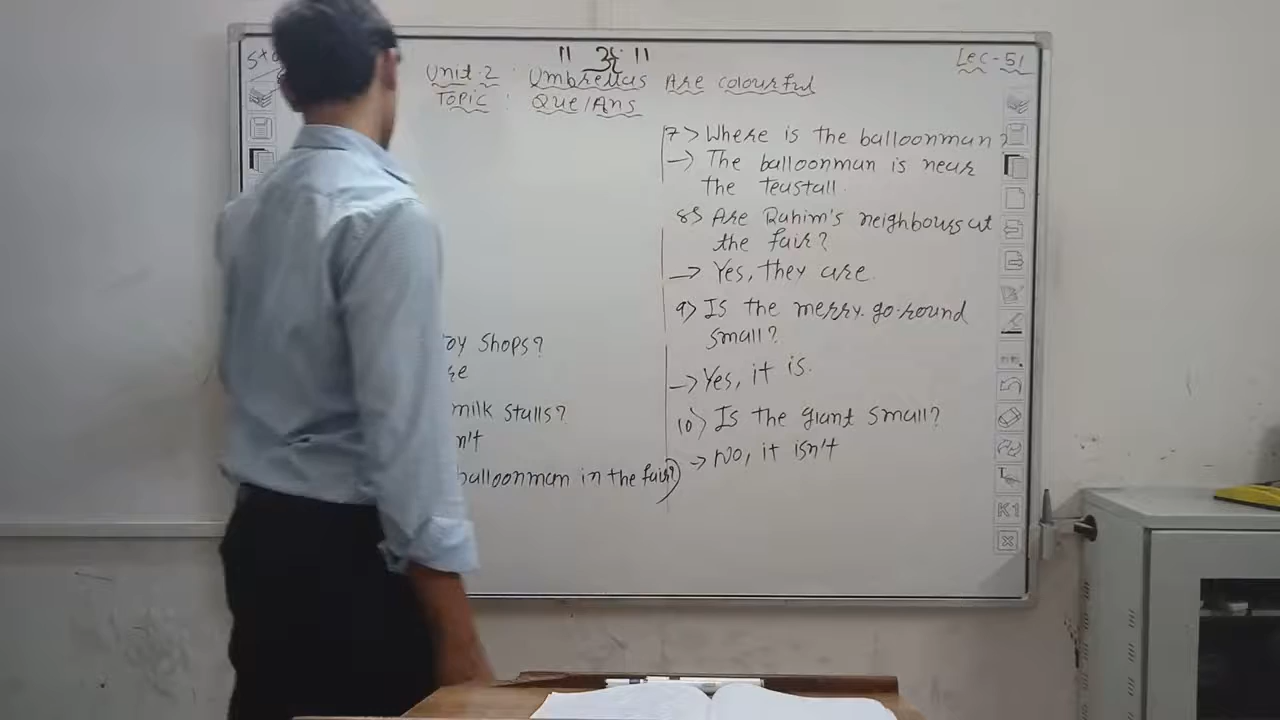 Lec-51
" ૐ "
Unit-2 : Umbrellas Are colourful
Topic : Que/Ans
oy shops?
re
milk stalls?
n't
balloonman in the fair?
7> Where is the balloonman?
→ The balloonman is near
the teastall.
8> Are Rahim's neighbours at
the fair?
→ Yes, they are.
9> Is the merry-go-round
small?
→ Yes, it is.
10> Is the giant small?
→ No, it isn't
K1